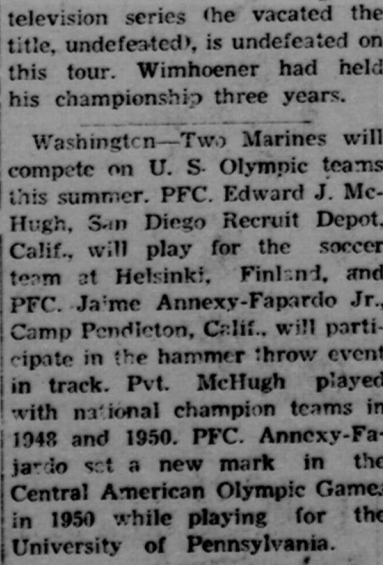 television series (he vacated the
title, undefeated), is undefeated on
this tour. Wimhoener had held
his championship three years.
Washington—Two Marines will
compete on U. S. Olympic teams
this summer. PFC. Edward J. Mc-
Hugh, San Diego Recruit Depot,
Calif., will play for the soccer
team at Helsinki, Finland, and
PFC. Jaime Annexy-Fapardo Jr.,
Camp Pendleton, Calif., will parti-
cipate in the hammer throw event
in track. Pvt. McHugh played
with national champion teams in
1948 and 1950. PFC. Annexy-Fa-
jardo set a new mark in the
Central American Olympic Games
in 1950 while playing for the
University of Pennsylvania.